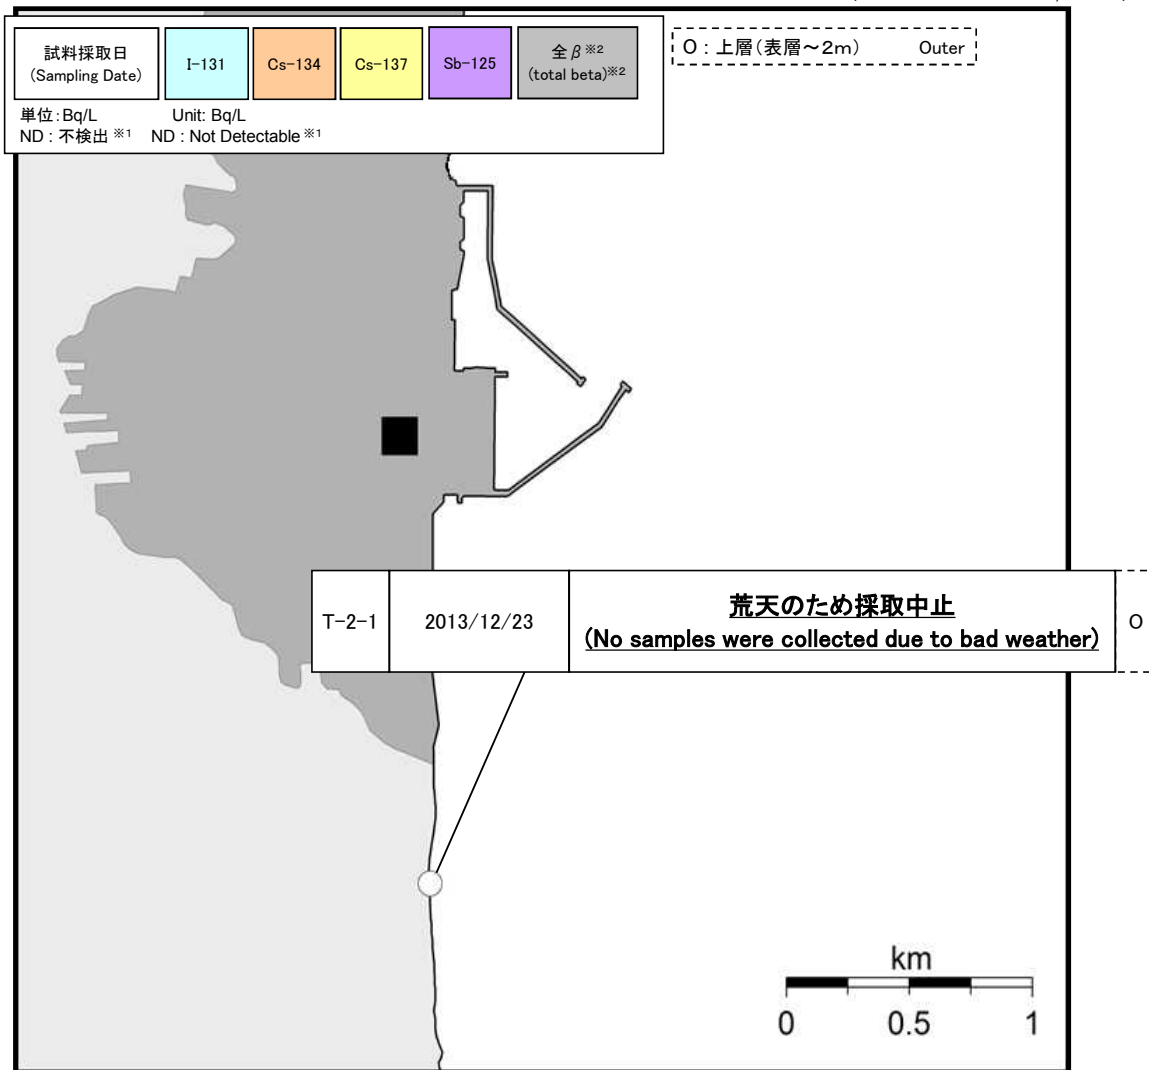 試料採取日
(Sampling Date)
I-131
Cs-134
Cs-137
Sb-125
全β※2
(total beta)※2
単位:Bq/L Unit: Bq/L
ND : 不検出 ※1 ND : Not Detectable ※1
O : 上層(表層～2m) Outer
T-2-1
2013/12/23
荒天のため採取中止
(No samples were collected due to bad weather)
O
km
0 0.5 1